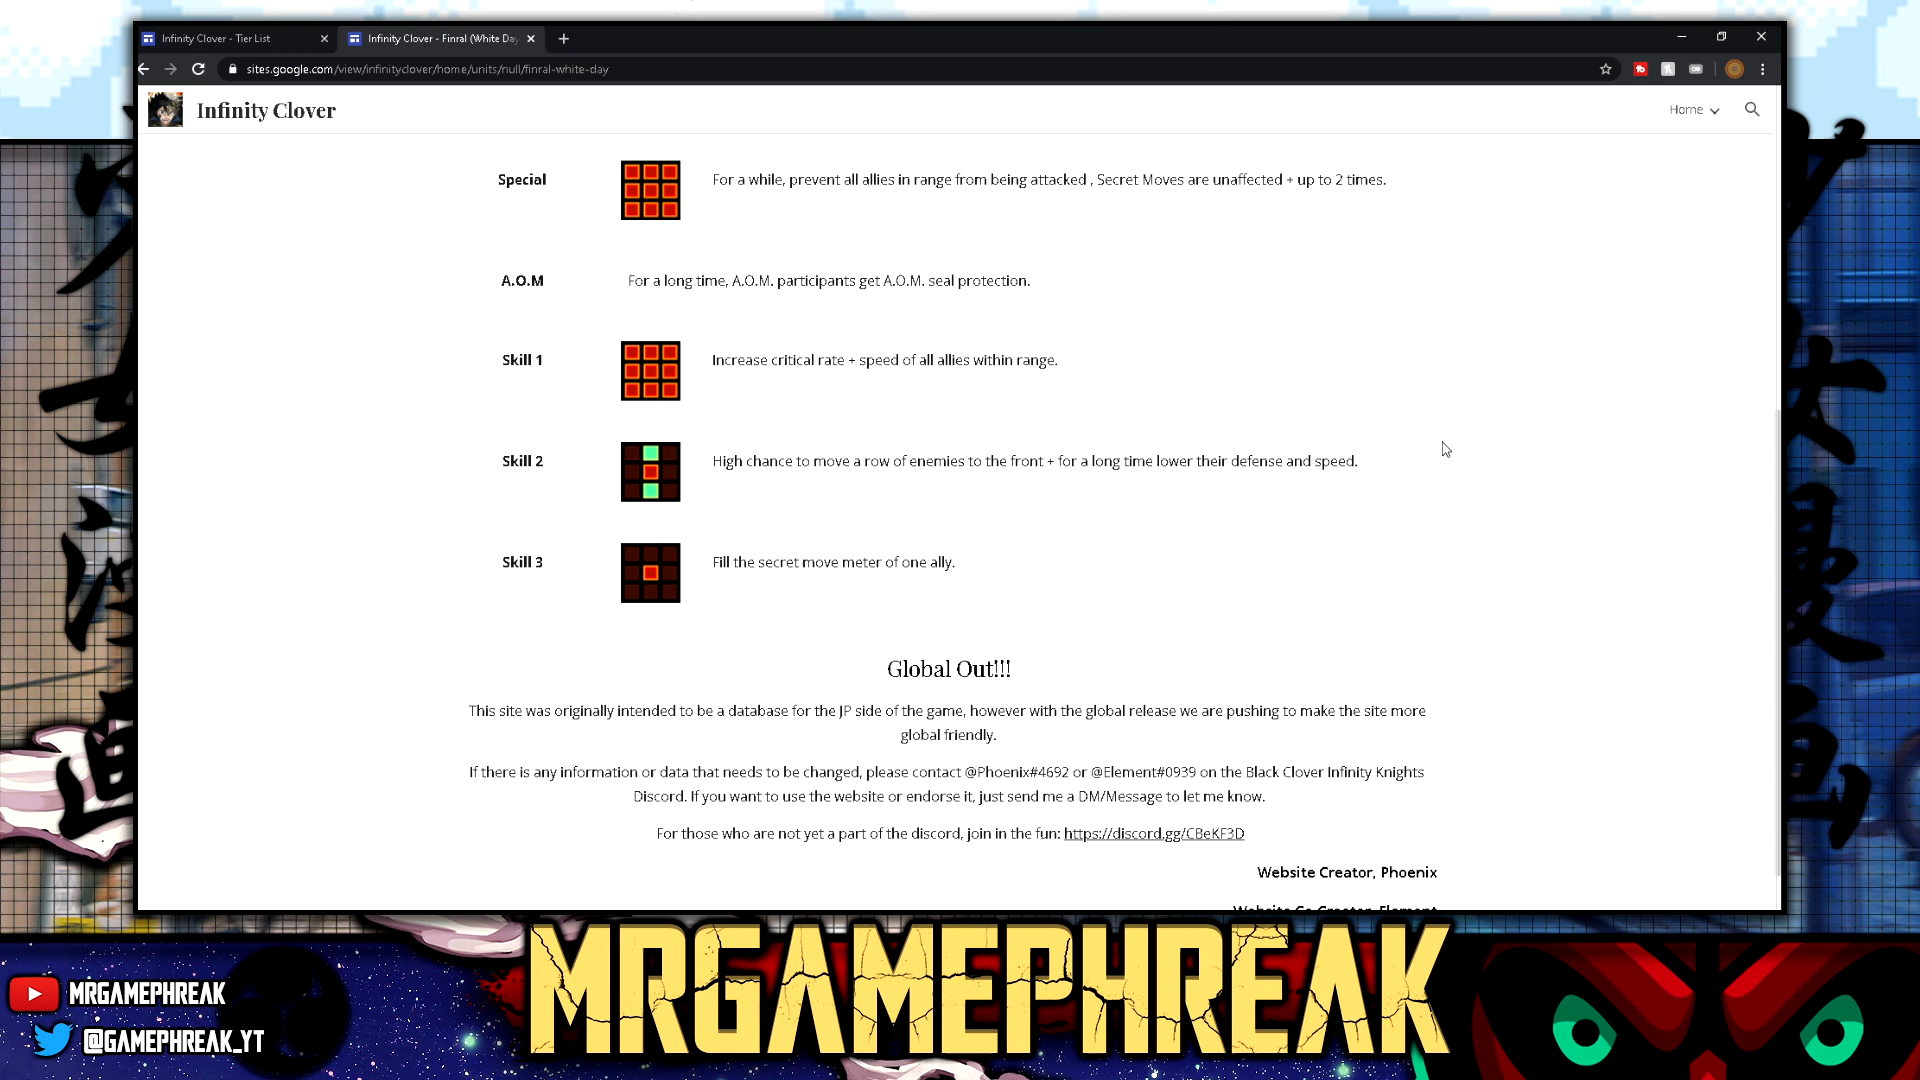 Infinity Clover - Tier List
Infinity Clover - Finral (White Day
sites.google.com/view/infinityclover/home/units/null/finral-white-day
Infinity Clover
Home
Special
For a while, prevent all allies in range from being attacked , Secret Moves are unaffected + up to 2 times.
A.O.M
For a long time, A.O.M. participants get A.O.M. seal protection.
Skill 1
Increase critical rate + speed of all allies within range.
Skill 2
High chance to move a row of enemies to the front + for a long time lower their defense and speed.
Skill 3
Fill the secret move meter of one ally.
Global Out!!!
This site was originally intended to be a database for the JP side of the game, however with the global release we are pushing to make the site more
global friendly.
If there is any information or data that needs to be changed, please contact @Phoenix#4692 or @Element#0939 on the Black Clover Infinity Knights
Discord. If you want to use the website or endorse it, just send me a DM/Message to let me know.
For those who are not yet a part of the discord, join in the fun: https://discord.gg/CBeKF3D
Website Creator, Phoenix
Website Co Creator, Element
MRGAMEPHREAK
MRGAMEPHREAK
@GAMEPHREAK_YT